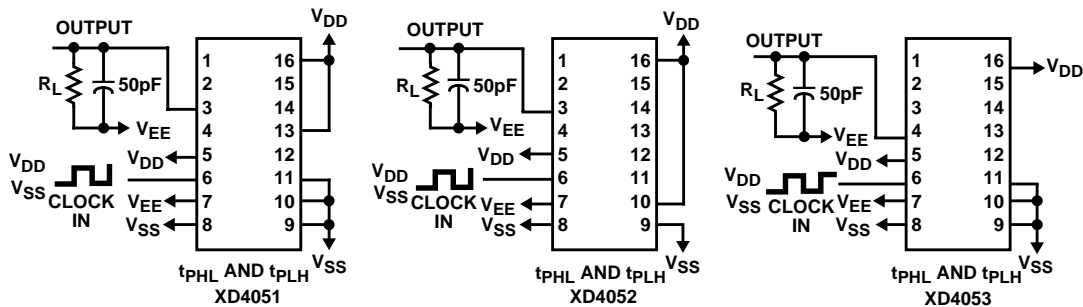 OUTPUT
R_L
50pF
V_EE
V_DD
V_DD
V_SS
CLOCK
IN
V_EE
V_SS
1
2
3
4
5
6
7
8
16
15
14
13
12
11
10
9
V_DD
V_SS
t_PHL AND t_PLH
XD4051
OUTPUT
R_L
50pF
V_EE
V_DD
V_DD
V_SS
CLOCK
IN
V_EE
V_SS
1
2
3
4
5
6
7
8
16
15
14
13
12
11
10
9
V_DD
V_SS
t_PHL AND t_PLH
XD4052
OUTPUT
R_L
50pF
V_EE
V_DD
V_DD
V_SS
CLOCK
IN
V_EE
V_SS
1
2
3
4
5
6
7
8
16
15
14
13
12
11
10
9
V_DD
V_SS
t_PHL AND t_PLH
XD4053